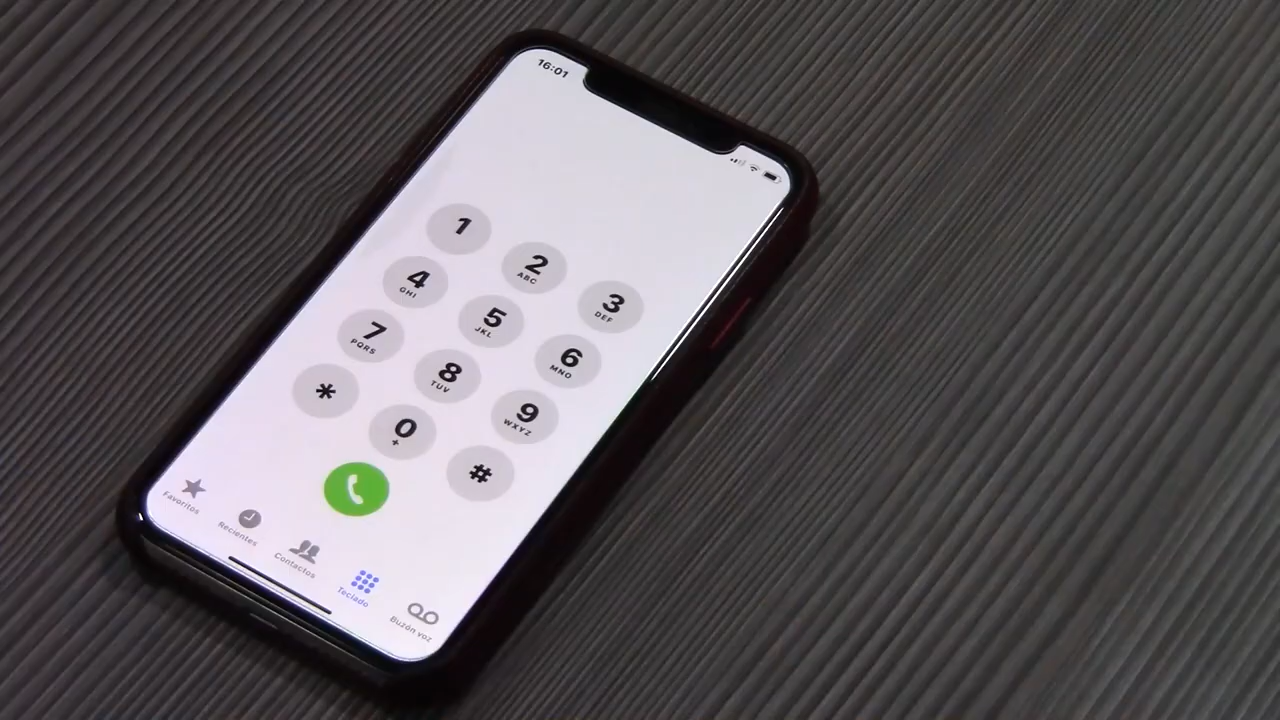 16:01
1
2
ABC
3
DEF
4
GHI
5
JKL
6
MNO
7
PQRS
8
TUV
9
WXYZ
*
0
+
#
Favoritos
Recientes
Contactos
Teclado
Buzón voz